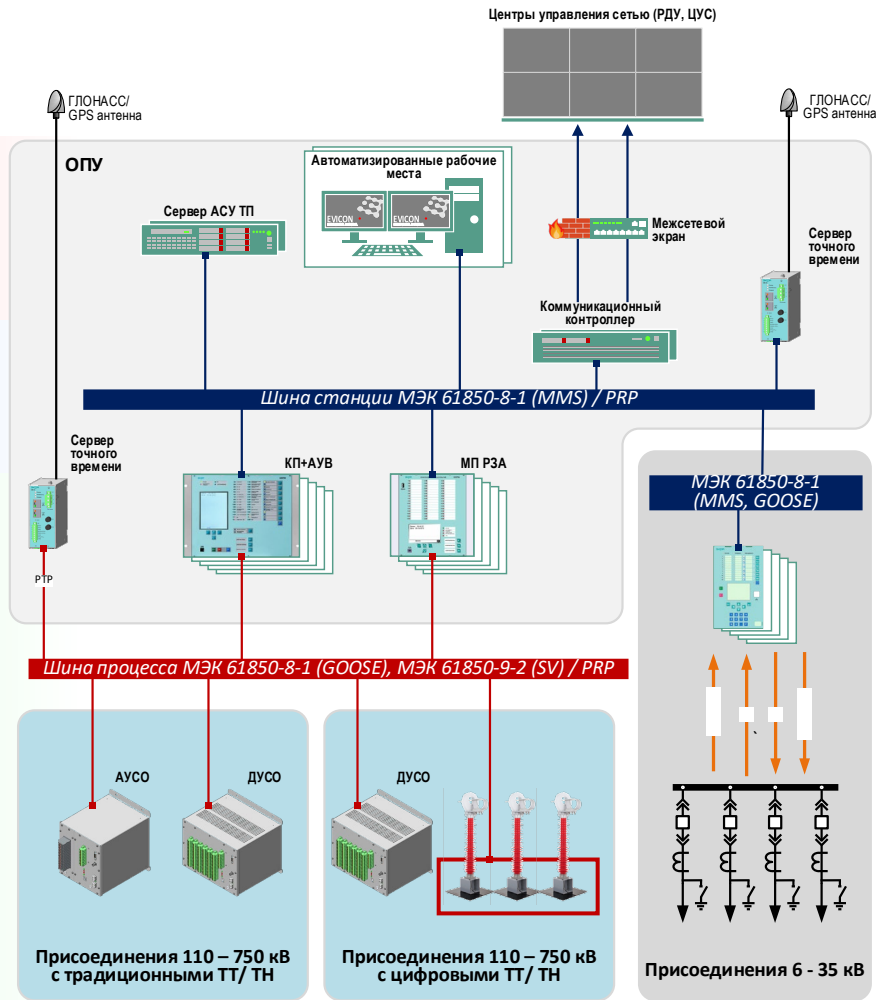 Центры управления сетью (РДУ, ЦУС)
ГЛОНАСС/
GPS антенна
ГЛОНАСС/
GPS антенна
ОПУ
Автоматизированные рабочие
места
EVICON
EVICON
Сервер АСУ ТП
Межсетевой
экран
Сервер
точного
времени
Коммуникационный
контроллер
Шина станции МЭК 61850-8-1 (MMS) / PRP
Сервер
точного
времени
КП+АУВ
МП РЗА
МЭК 61850-8-1
(MMS, GOOSE)
PTP
Шина процесса МЭК 61850-8-1 (GOOSE), МЭК 61850-9-2 (SV) / PRP
АУСО
ДУСО
ДУСО
Присоединения 110 – 750 кВ
с традиционными ТТ/ ТН
Присоединения 110 – 750 кВ
с цифровыми ТТ/ ТН
Присоединения 6 - 35 кВ